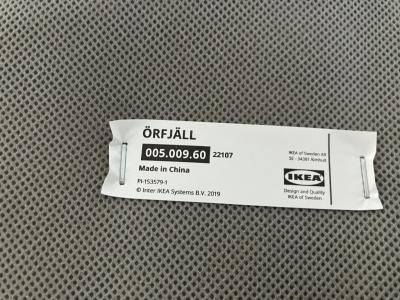 ÖRFJÄLL
005.009.60 22107
Made in China
PI-153579-1
© Inter IKEA Systems B.V. 2019
IKEA of Sweden AB
SE - 34381 Älmhult
IKEA
Design and Quality
IKEA of Sweden